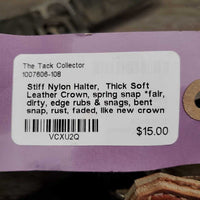 The Tack Collector
1007606-108
Stiff Nylon Halter, Thick Soft
Leather Crown, spring snap *fair,
dirty, edge rubs & snags, bent
snap, rust, faded, like new crown
$15.00
VCXU2Q